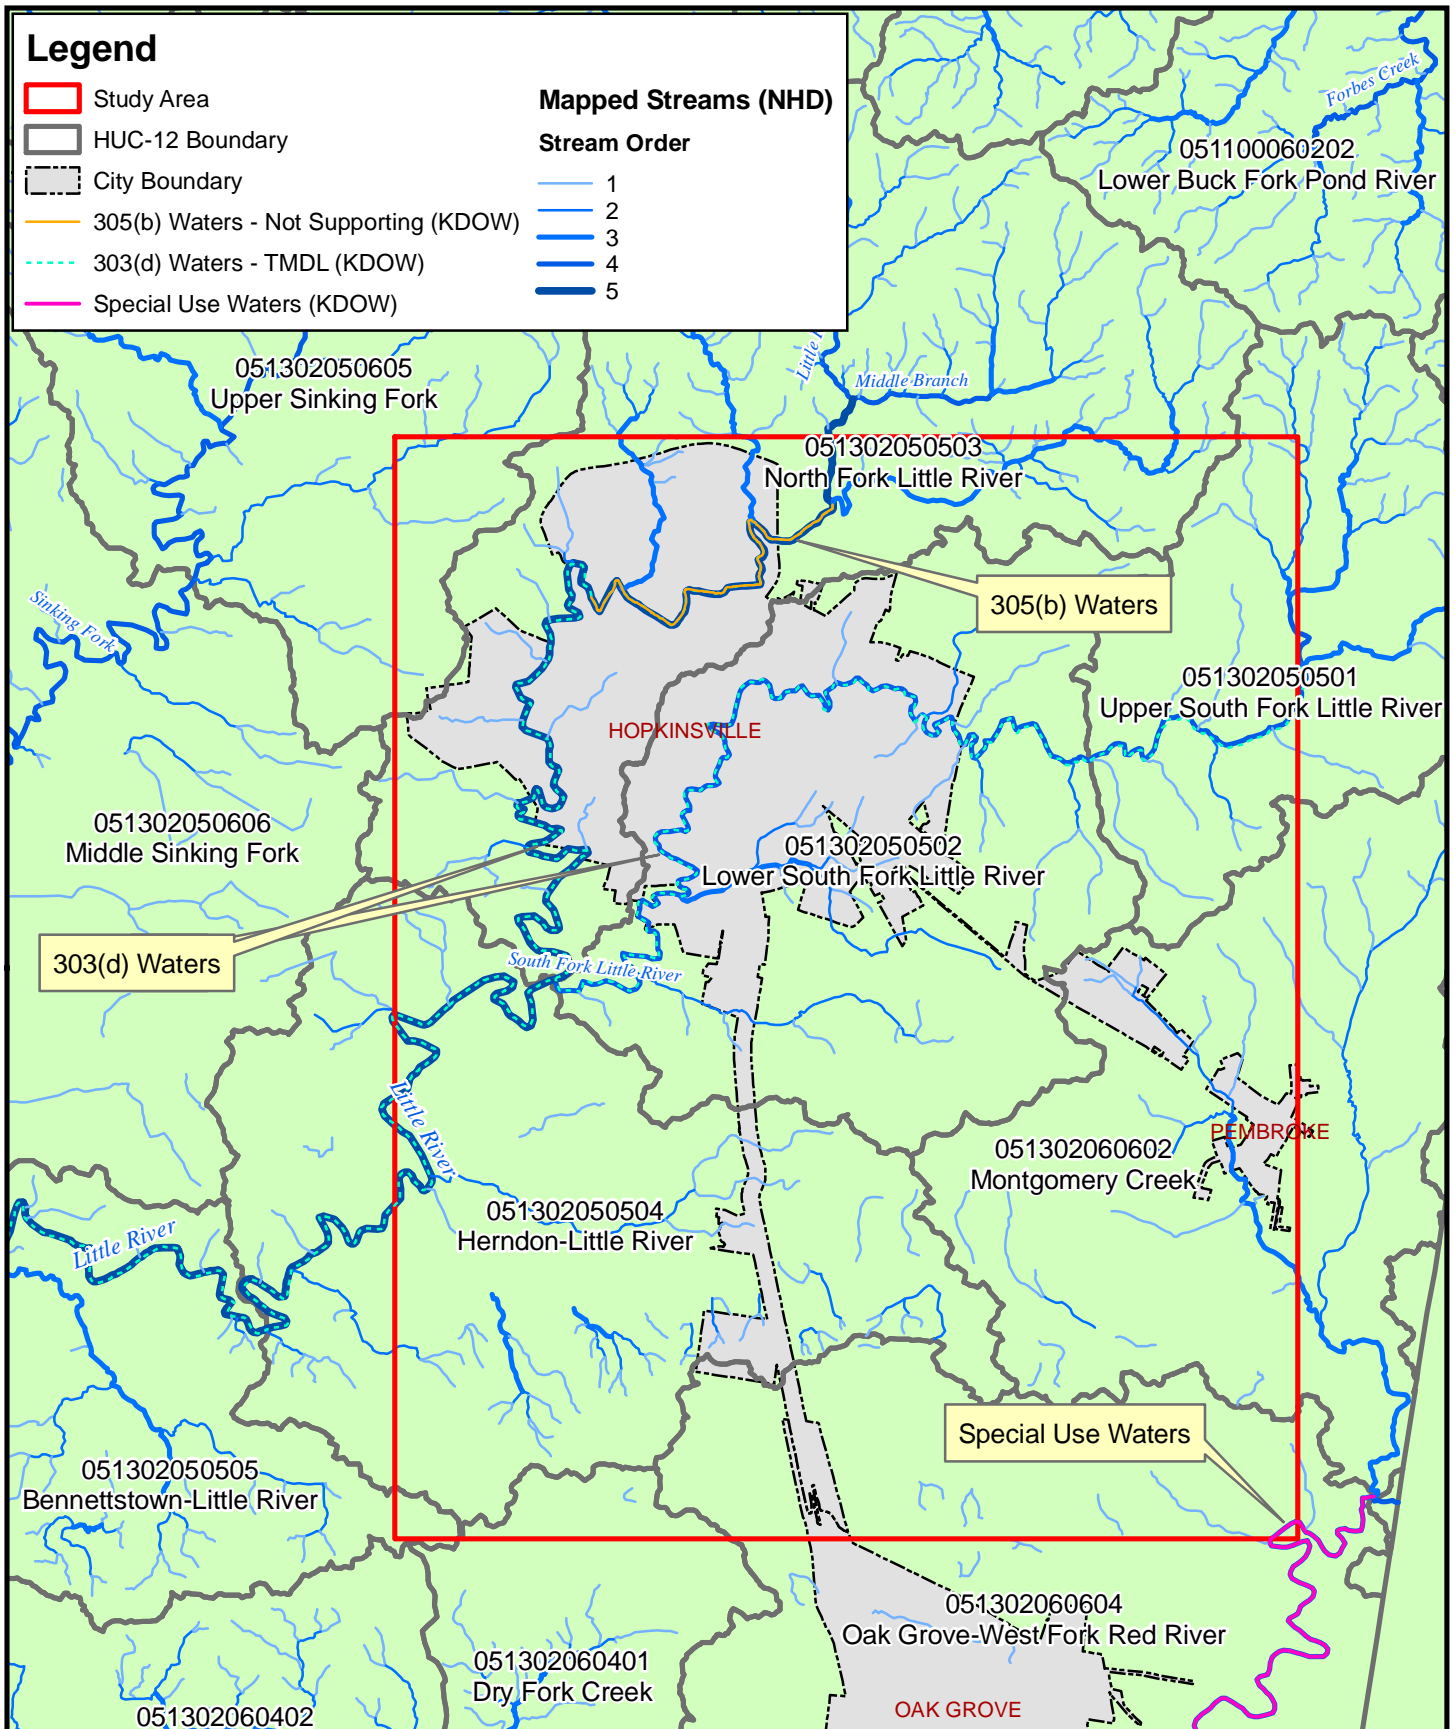 Legend
Study Area
HUC-12 Boundary
City Boundary
305(b) Waters - Not Supporting (KDOW)
303(d) Waters - TMDL (KDOW)
Special Use Waters (KDOW)
Mapped Streams (NHD)
Stream Order
1
2
3
4
5
Forbes Creek
051100060202
Lower Buck Fork Pond River
051302050605
Upper Sinking Fork
Little
Middle Branch
051302050503
North Fork Little River
305(b) Waters
Sinking Fork
051302050501
Upper South Fork Little River
HOPKINSVILLE
051302050606
Middle Sinking Fork
051302050502
Lower South Fork Little River
303(d) Waters
South Fork Little River
Little River
PEMBROKE
051302060602
Montgomery Creek
051302050504
Herndon-Little River
Little River
Special Use Waters
051302050505
Bennettstown-Little River
051302060604
Oak Grove-West Fork Red River
051302060401
Dry Fork Creek
OAK GROVE
051302060402